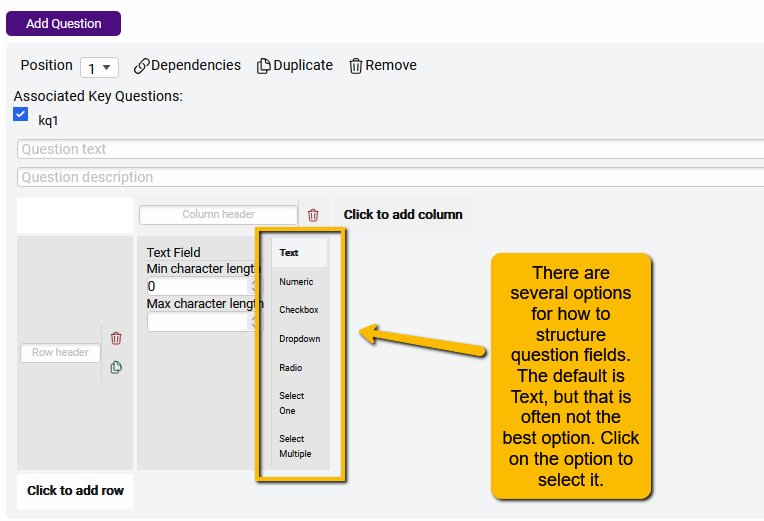 Add Question
Position 1 Dependencies Duplicate Remove
Associated Key Questions:
kq1
Question text
Question description
Column header Click to add column
Text Field
Min character length
0
Max character length
Text
Numeric
Checkbox
Dropdown
Radio
Select
One
Select
Multiple
Row header
Click to add row
There are
several options
for how to
structure
question fields.
The default is
Text, but that is
often not the
best option. Click
on the option to
select it.